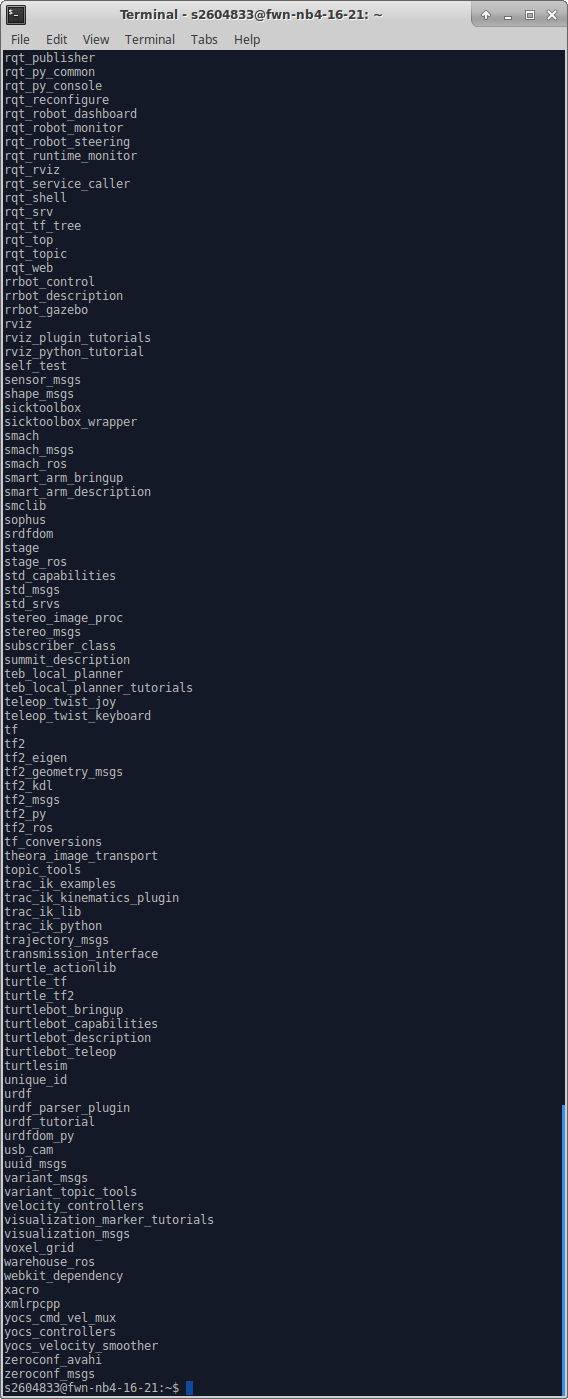 Terminal - s2604833@fwn-nb4-16-21: ~
File Edit View Terminal Tabs Help
rqt_publisher
rqt_py_common
rqt_py_console
rqt_reconfigure
rqt_robot_dashboard
rqt_robot_monitor
rqt_robot_steering
rqt_runtime_monitor
rqt_rviz
rqt_service_caller
rqt_shell
rqt_srv
rqt_tf_tree
rqt_top
rqt_topic
rqt_web
rrbot_control
rrbot_description
rrbot_gazebo
rviz
rviz_plugin_tutorials
rviz_python_tutorial
self_test
sensor_msgs
shape_msgs
sicktoolbox
sicktoolbox_wrapper
smach
smach_msgs
smach_ros
smart_arm_bringup
smart_arm_description
smclib
sophus
srdfdom
stage
stage_ros
std_capabilities
std_msgs
std_srvs
stereo_image_proc
stereo_msgs
subscriber_class
summit_description
teb_local_planner
teb_local_planner_tutorials
teleop_twist_joy
teleop_twist_keyboard
tf
tf2
tf2_eigen
tf2_geometry_msgs
tf2_kdl
tf2_msgs
tf2_py
tf2_ros
tf_conversions
theora_image_transport
topic_tools
trac_ik_examples
trac_ik_kinematics_plugin
trac_ik_lib
trac_ik_python
trajectory_msgs
transmission_interface
turtle_actionlib
turtle_tf
turtle_tf2
turtlebot_bringup
turtlebot_capabilities
turtlebot_description
turtlebot_teleop
turtlesim
unique_id
urdf
urdf_parser_plugin
urdf_tutorial
urdfdom_py
usb_cam
uuid_msgs
variant_msgs
variant_topic_tools
velocity_controllers
visualization_marker_tutorials
visualization_msgs
voxel_grid
warehouse_ros
webkit_dependency
xacro
xmlrpcpp
yocs_cmd_vel_mux
yocs_controllers
yocs_velocity_smoother
zeroconf_avahi
zeroconf_msgs
s2604833@fwn-nb4-16-21:~$